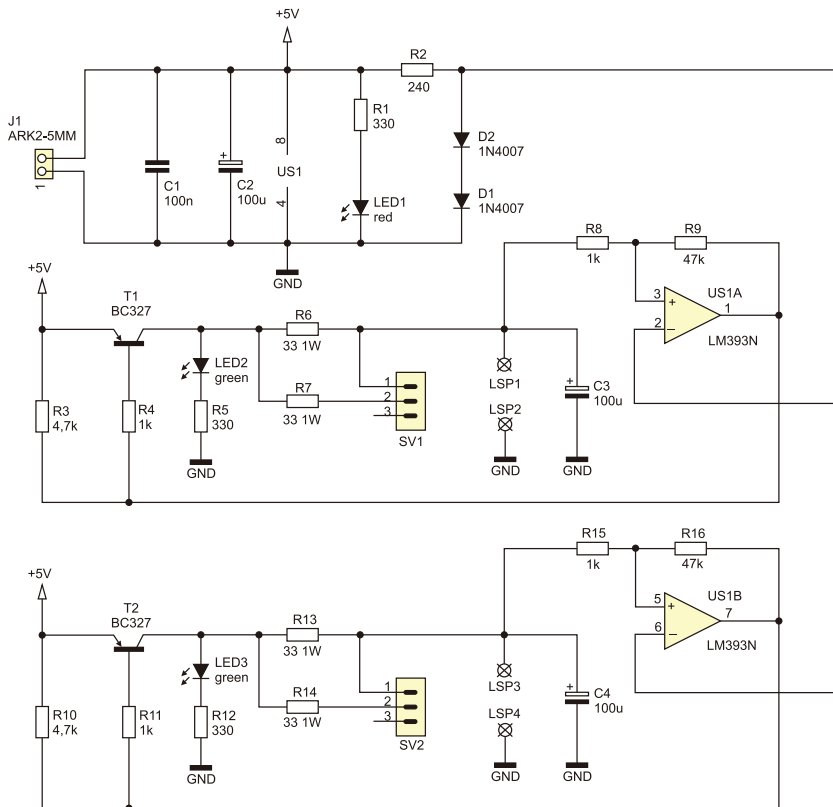 +5V
R2
240
J1
ARK2-5MM
1
C1
100n
+
C2
100u
8
US1
4
R1
330
LED1
red
D2
1N4007
D1
1N4007
GND
+5V
T1
BC327
R3
4,7k
R4
1k
LED2
green
R5
330
GND
R6
33 1W
R7
33 1W
1
2
3
SV1
LSP1
LSP2
GND
+
C3
100u
GND
R8
1k
R9
47k
3
+
2
–
1
US1A
LM393N
+5V
T2
BC327
R10
4,7k
R11
1k
LED3
green
R12
330
GND
R13
33 1W
R14
33 1W
1
2
3
SV2
LSP3
LSP4
GND
+
C4
100u
GND
R15
1k
R16
47k
5
+
6
–
7
US1B
LM393N